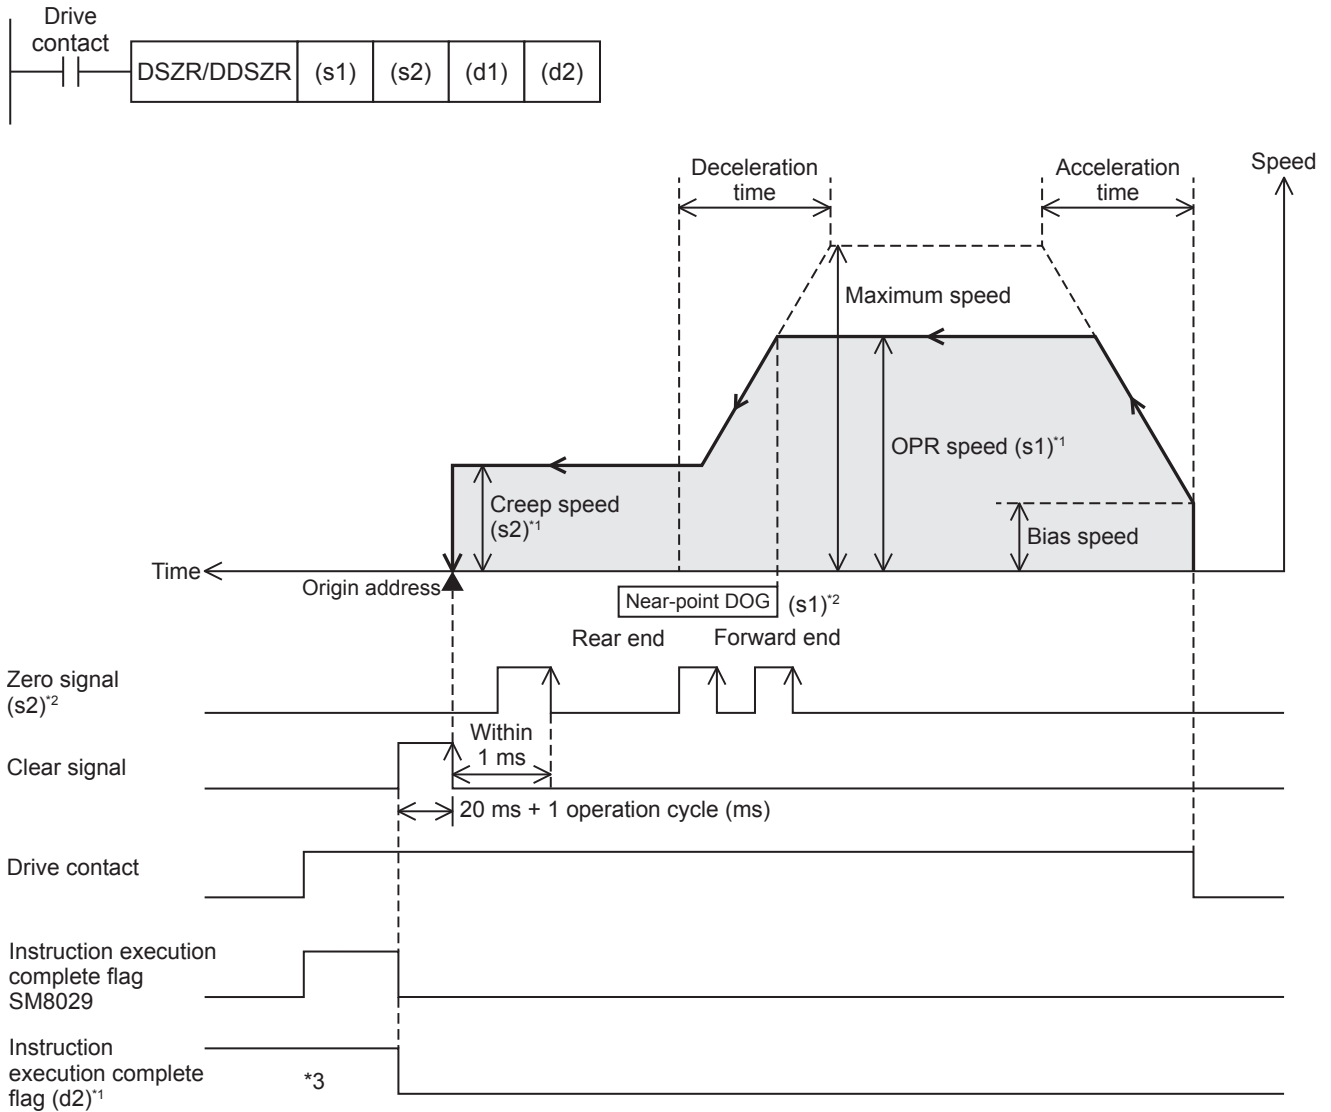 Drive
contact
DSZR/DDSZR (s1) (s2) (d1) (d2)
Deceleration
time
Acceleration
time
Speed
Maximum speed
OPR speed (s1)*1
Creep speed
(s2)*1
Bias speed
Time
Origin address
Near-point DOG (s1)*2
Rear end Forward end
Zero signal
(s2)*2
Within
1 ms
Clear signal
20 ms + 1 operation cycle (ms)
Drive contact
Instruction execution
complete flag
SM8029
Instruction
execution complete
flag (d2)*1
*3